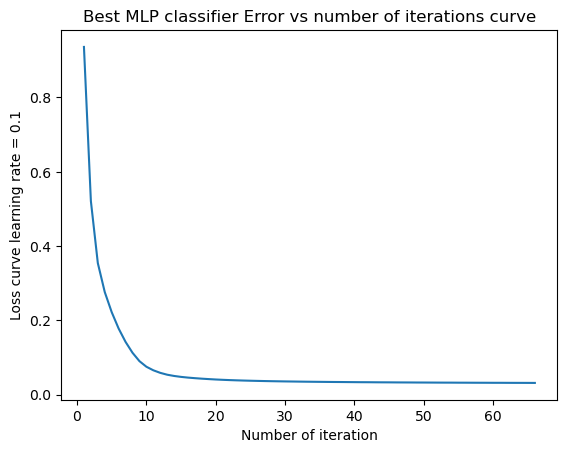 Best MLP classifier Error vs number of iterations curve
Loss curve learning rate = 0.1
0.8
0.6
0.4
0.2
0.0
0 10 20 30 40 50 60
Number of iteration